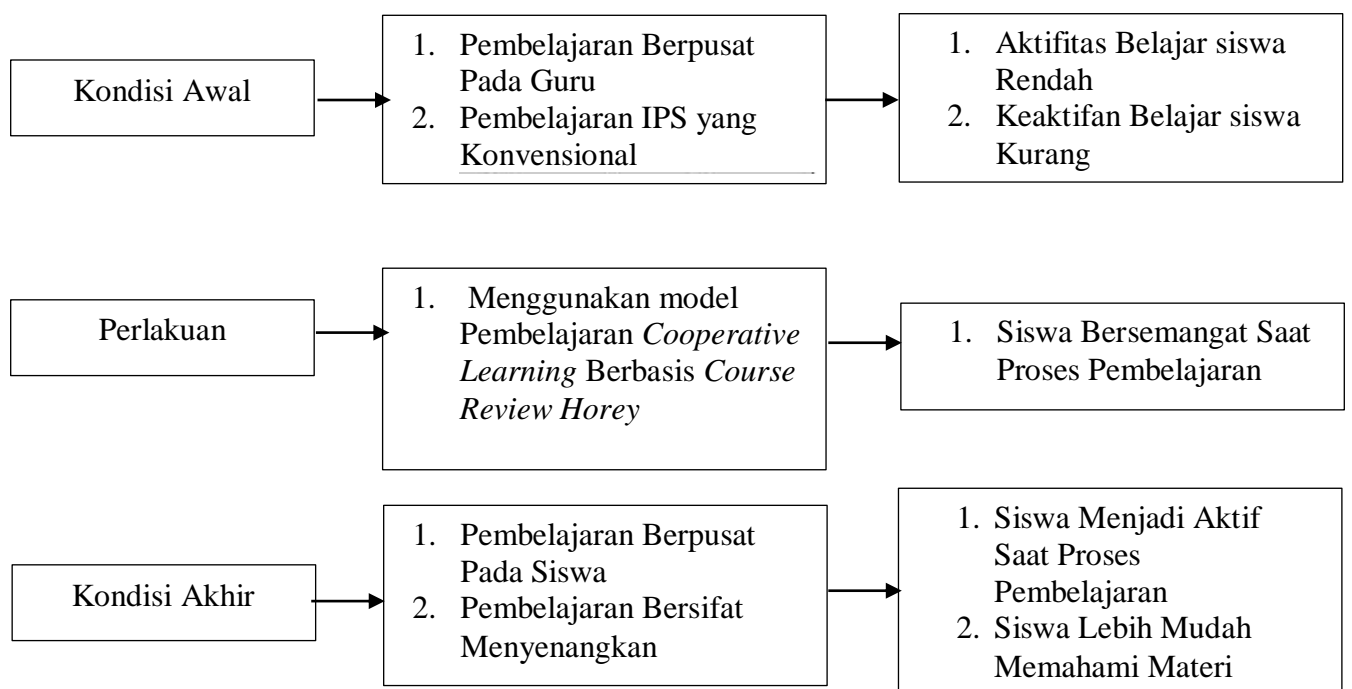 Kondisi Awal
1. Pembelajaran Berpusat
Pada Guru
2. Pembelajaran IPS yang
Konvensional
1. Aktifitas Belajar siswa
Rendah
2. Keaktifan Belajar siswa
Kurang
Perlakuan
1. Menggunakan model
Pembelajaran Cooperative
Learning Berbasis Course
Review Horey
1. Siswa Bersemangat Saat
Proses Pembelajaran
Kondisi Akhir
1. Pembelajaran Berpusat
Pada Siswa
2. Pembelajaran Bersifat
Menyenangkan
1. Siswa Menjadi Aktif
Saat Proses
Pembelajaran
2. Siswa Lebih Mudah
Memahami Materi